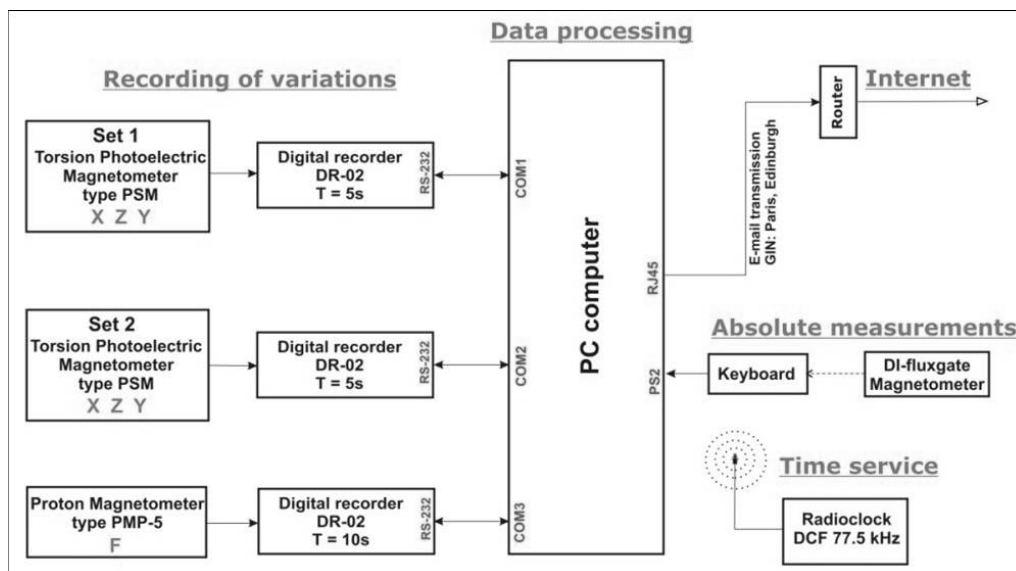 Data processing
Recording of variations
Set 1
Torsion Photoelectric
Magnetometer
type PSM
X Z Y
Digital recorder
DR-02
T = 5s
RS-232
COM1
Set 2
Torsion Photoelectric
Magnetometer
type PSM
X Z Y
Digital recorder
DR-02
T = 5s
RS-232
COM2
Proton Magnetometer
type PMP-5
F
Digital recorder
DR-02
T = 10s
RS-232
COM3
PC computer
RJ45
PS2
E-mail transmission
GIN: Paris, Edinburgh
Router
Internet
Absolute measurements
Keyboard
DI-fluxgate
Magnetometer
Time service
Radioclock
DCF 77.5 kHz